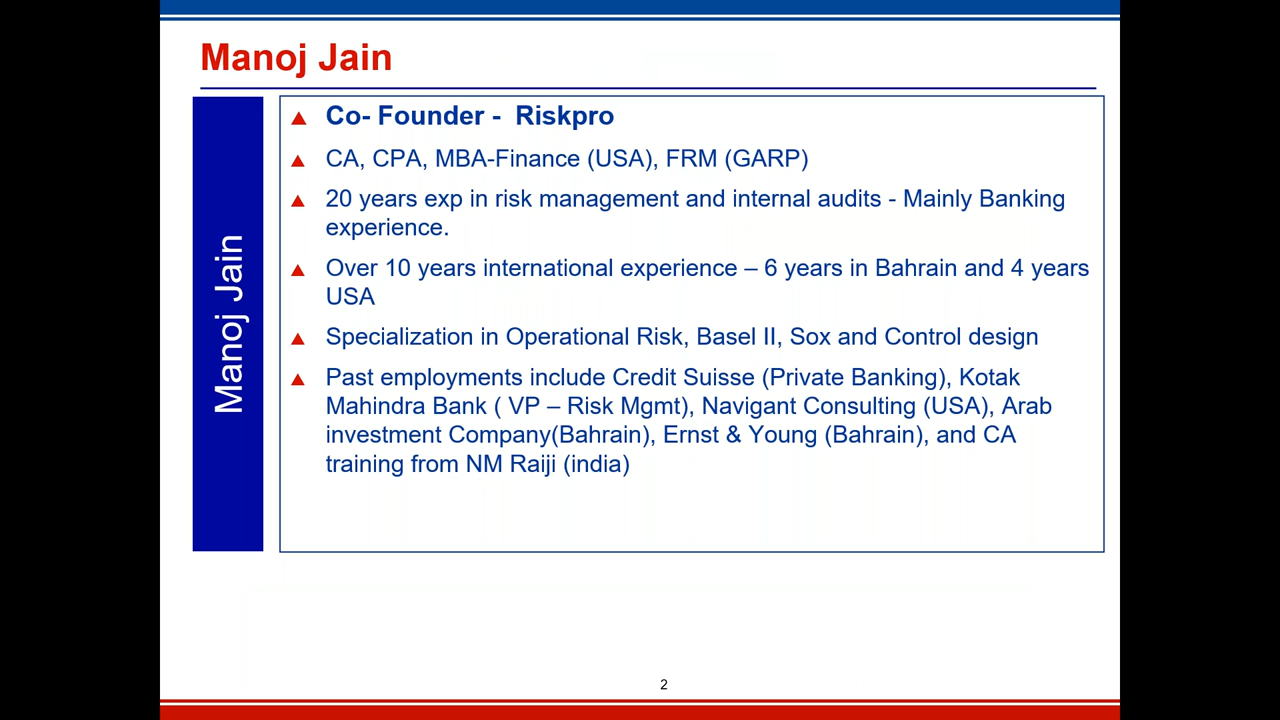 Manoj Jain
Manoj Jain
Co- Founder -  Riskpro
CA, CPA, MBA-Finance (USA), FRM (GARP)
20 years exp in risk management and internal audits - Mainly Banking
experience.
Over 10 years international experience – 6 years in Bahrain and 4 years
USA
Specialization in Operational Risk, Basel II, Sox and Control design
Past employments include Credit Suisse (Private Banking), Kotak
Mahindra Bank ( VP – Risk Mgmt), Navigant Consulting (USA), Arab
investment Company(Bahrain), Ernst & Young (Bahrain), and CA
training from NM Raiji (india)
2